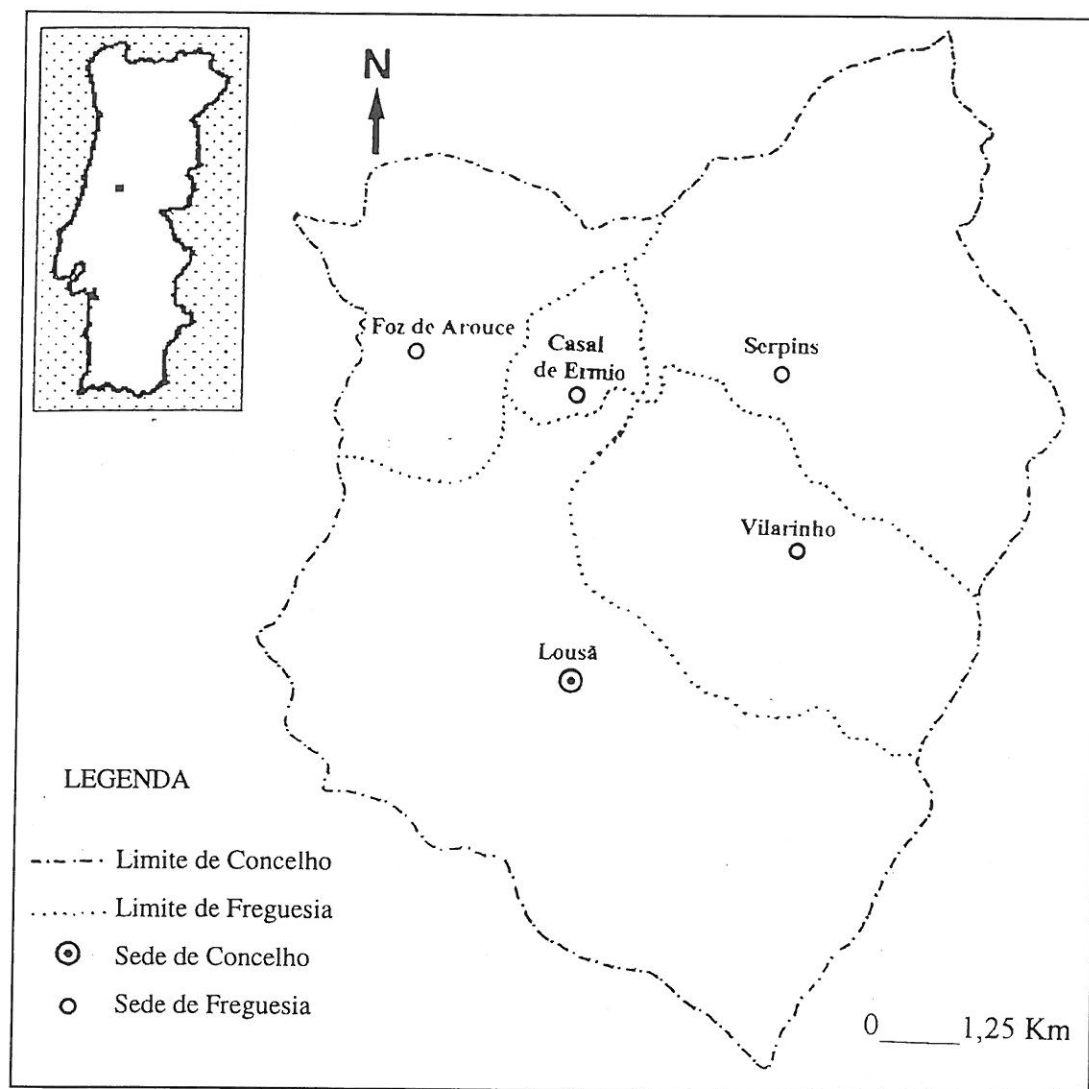 N
Foz de Arouce
Casal
de Ermio
Serpins
Vilarinho
Lousã
LEGENDA
Limite de Concelho
Limite de Freguesia
Sede de Concelho
Sede de Freguesia
0 1,25 Km